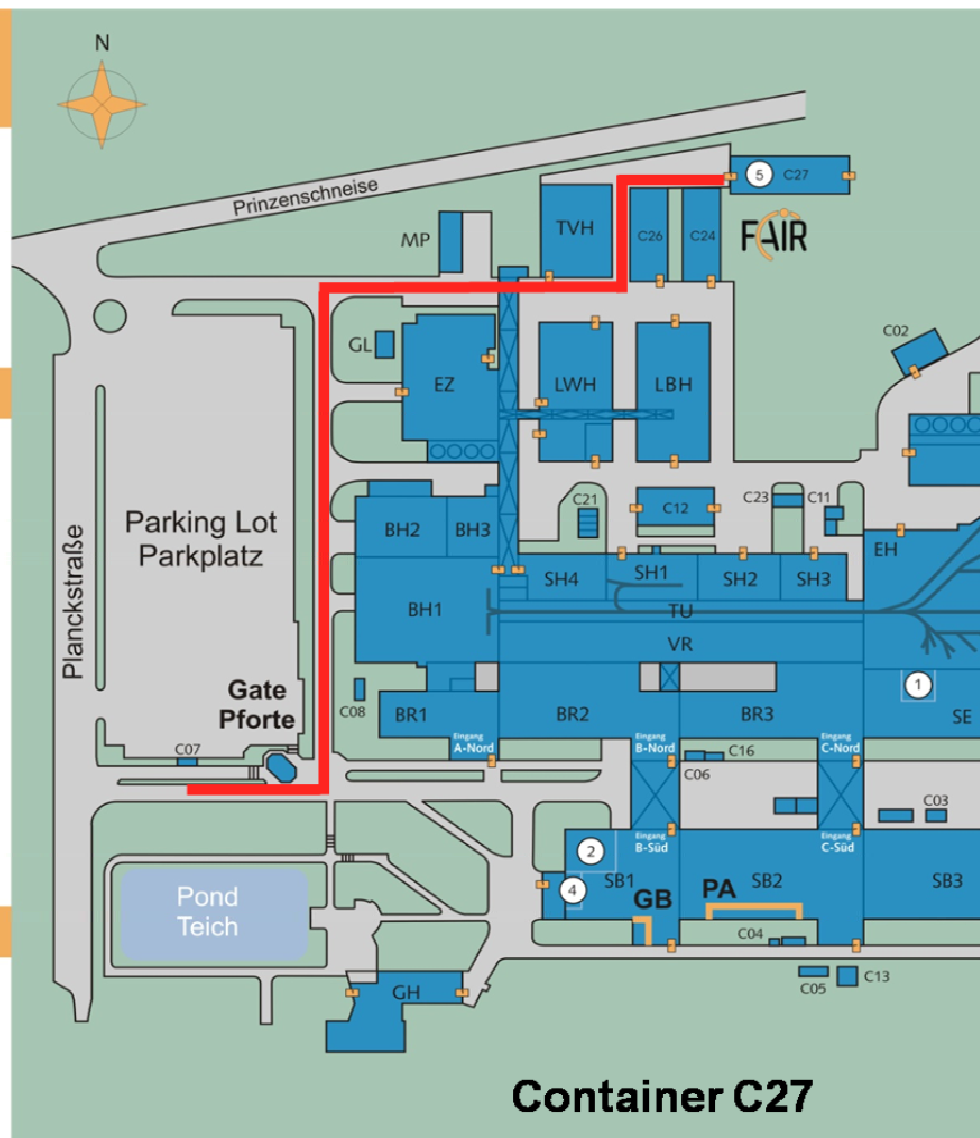 N
Prinzenschneise
5
C27
MP
TVH
C26
C24
FAIR
GL
EZ
LWH
LBH
C02
Planckstraße
Parking Lot
Parkplatz
BH2
BH3
C21
C12
C23
C11
EH
SH4
SH1
SH2
SH3
BH1
TU
VR
Gate
Pforte
C08
BR1
BR2
BR3
1
SE
C07
Eingang
A-Nord
Eingang
B-Nord
C16
Eingang
C-Nord
C06
C03
Eingang
B-Süd
Eingang
C-Süd
2
SB1
SB2
SB3
4
GB
PA
Pond
Teich
C04
C05
C13
GH
Container C27